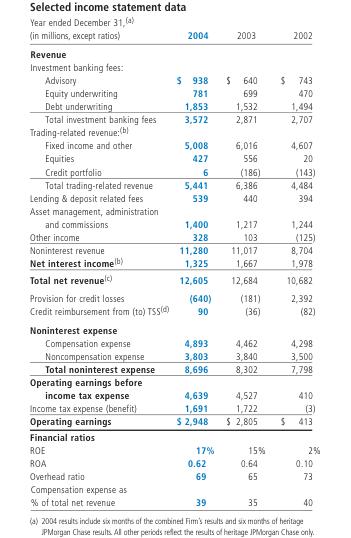 Selected income statement data
Year ended December 31,(a)
(in millions, except ratios) 2004 2003 2002
Revenue
Investment banking fees:
Advisory $ 938 $ 640 $ 743
Equity underwriting 781 699 470
Debt underwriting 1,853 1,532 1,494
Total investment banking fees 3,572 2,871 2,707
Trading-related revenue:(b)
Fixed income and other 5,008 6,016 4,607
Equities 427 556 20
Credit portfolio 6 (186) (143)
Total trading-related revenue 5,441 6,386 4,484
Lending & deposit related fees 539 440 394
Asset management, administration
and commissions 1,400 1,217 1,244
Other income 328 103 (125)
Noninterest revenue 11,280 11,017 8,704
Net interest income(b) 1,325 1,667 1,978
Total net revenue(c) 12,605 12,684 10,682
Provision for credit losses (640) (181) 2,392
Credit reimbursement from (to) TSS(d) 90 (36) (82)
Noninterest expense
Compensation expense 4,893 4,462 4,298
Noncompensation expense 3,803 3,840 3,500
Total noninterest expense 8,696 8,302 7,798
Operating earnings before
income tax expense 4,639 4,527 410
Income tax expense (benefit) 1,691 1,722 (3)
Operating earnings $ 2,948 $ 2,805 $ 413
Financial ratios
ROE 17% 15% 2%
ROA 0.62 0.64 0.10
Overhead ratio 69 65 73
Compensation expense as
% of total net revenue 39 35 40
(a) 2004 results include six months of the combined Firm's results and six months of heritage
JPMorgan Chase results. All other periods reflect the results of heritage JPMorgan Chase only.